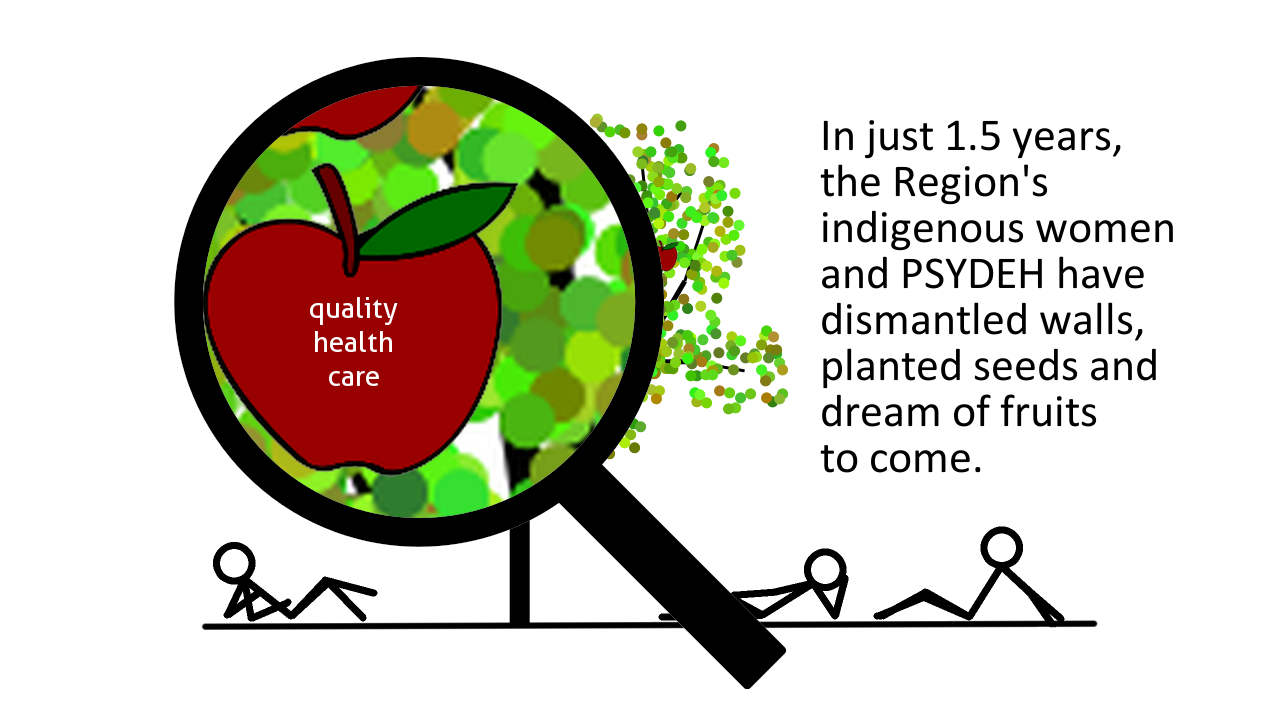 quality
health
care
In just 1.5 years,
the Region's
indigenous women
and PSYDEH have
dismantled walls,
planted seeds and
dream of fruits
to come.